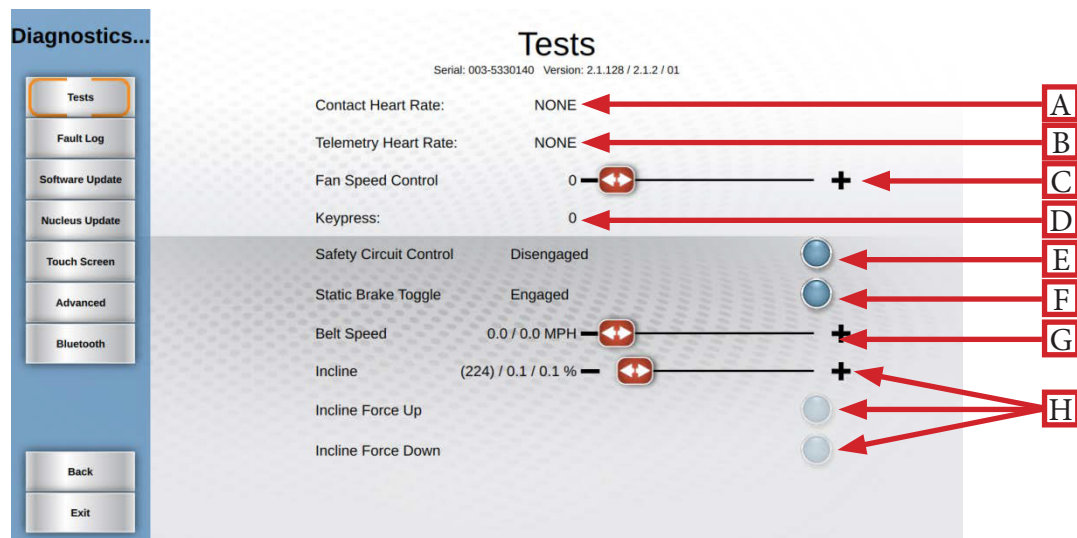 Diagnostics...
Tests
Fault Log
Software Update
Nucleus Update
Touch Screen
Advanced
Bluetooth
Back
Exit
Tests
Serial: 003-5330140 Version: 2.1.128 / 2.1.2 / 01
Contact Heart Rate: NONE A
Telemetry Heart Rate: NONE B
Fan Speed Control 0 C
Keypress: 0 D
Safety Circuit Control Disengaged E
Static Brake Toggle Engaged F
Belt Speed 0.0 / 0.0 MPH G
Incline (224) / 0.1 / 0.1 %
Incline Force Up H
Incline Force Down